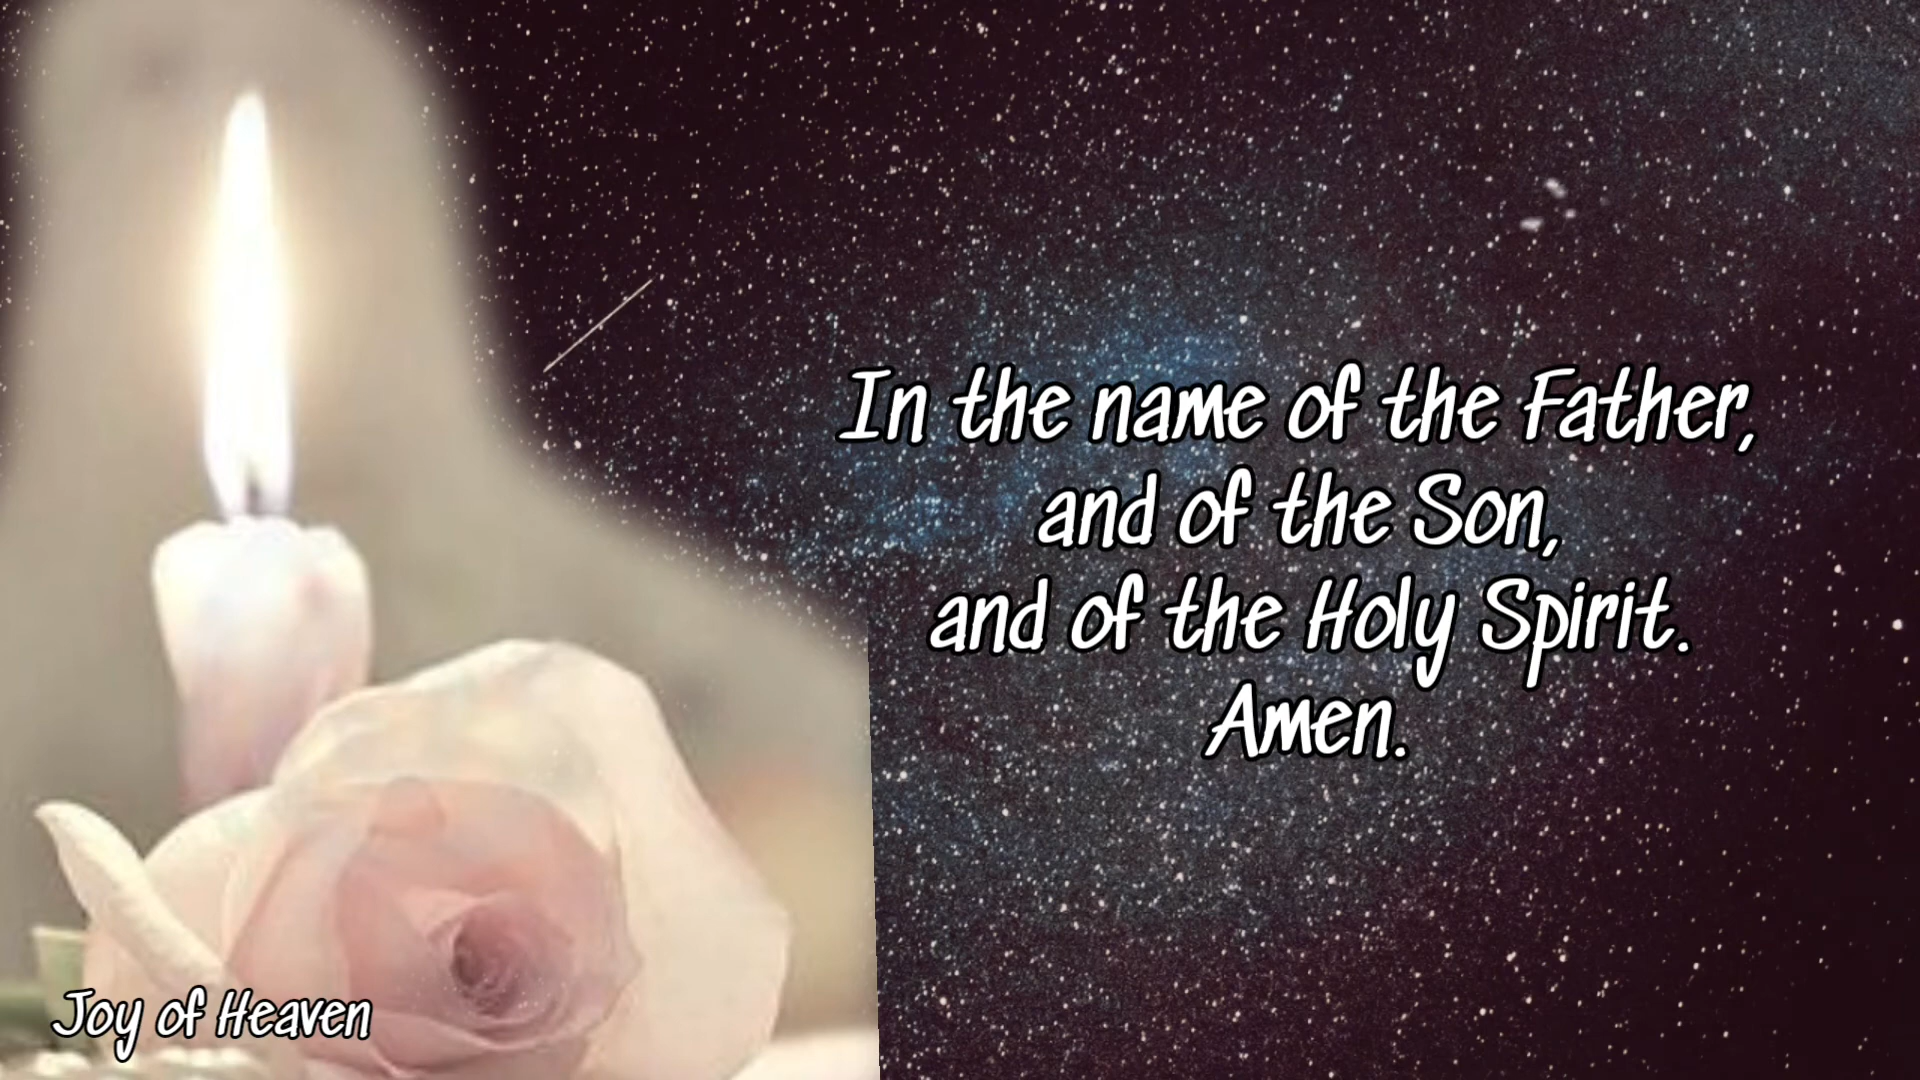 In the name of the Father,
and of the Son,
and of the Holy Spirit.
Amen.
Joy of Heaven